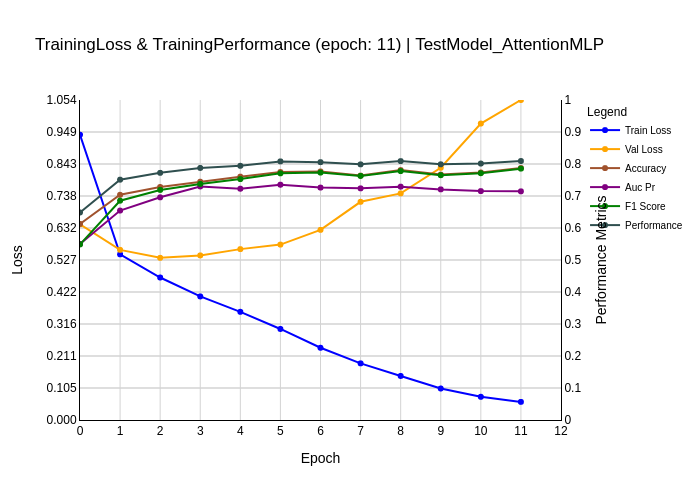 TrainingLoss & TrainingPerformance (epoch: 11) | TestModel_AttentionMLP
1.054
0.949
0.843
0.738
0.632
0.527
0.422
0.316
0.211
0.105
0.000
Loss
0 1 2 3 4 5 6 7 8 9 10 11 12
Epoch
1
0.9
0.8
0.7
0.6
0.5
0.4
0.3
0.2
0.1
0
Performance Metrics
Legend
Train Loss
Val Loss
Accuracy
Auc Pr
F1 Score
Performance